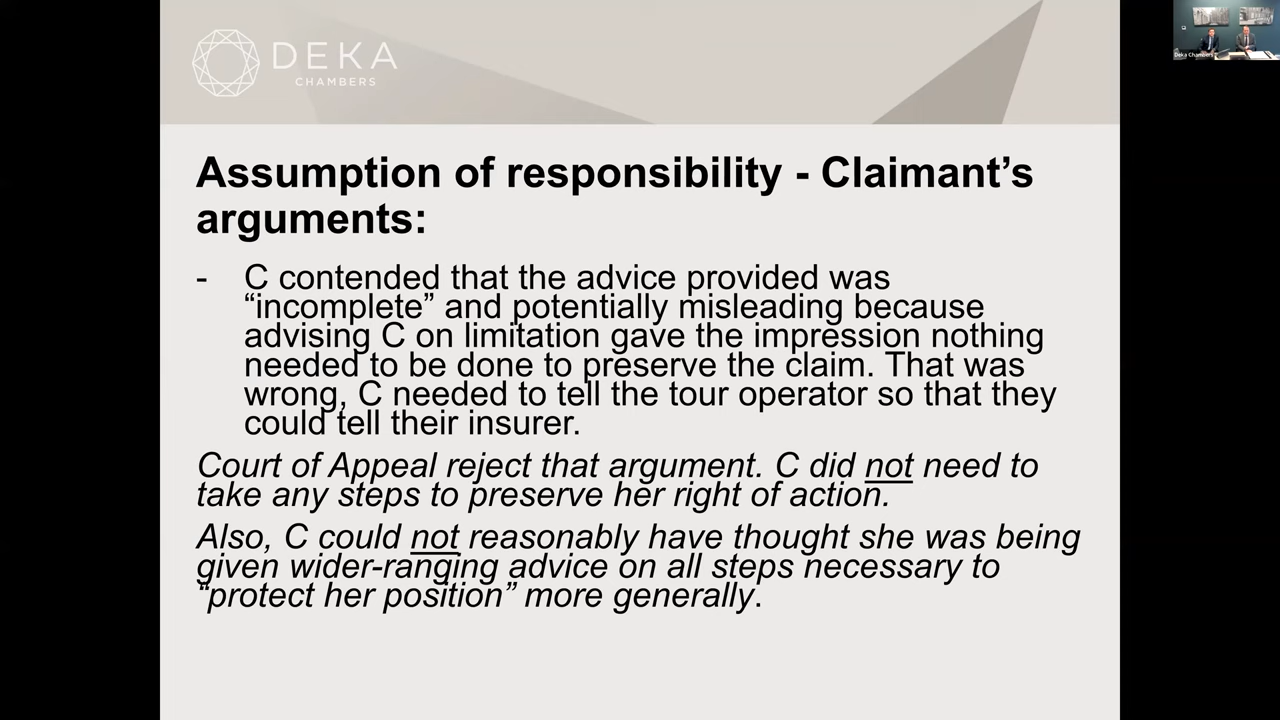 DEKA
CHAMBERS
Deka Chambers
Assumption of responsibility - Claimant’s
arguments:
- C contended that the advice provided was
“incomplete” and potentially misleading because
advising C on limitation gave the impression nothing
needed to be done to preserve the claim. That was
wrong, C needed to tell the tour operator so that they
could tell their insurer.
Court of Appeal reject that argument. C did not need to
take any steps to preserve her right of action.
Also, C could not reasonably have thought she was being
given wider-ranging advice on all steps necessary to
“protect her position” more generally.